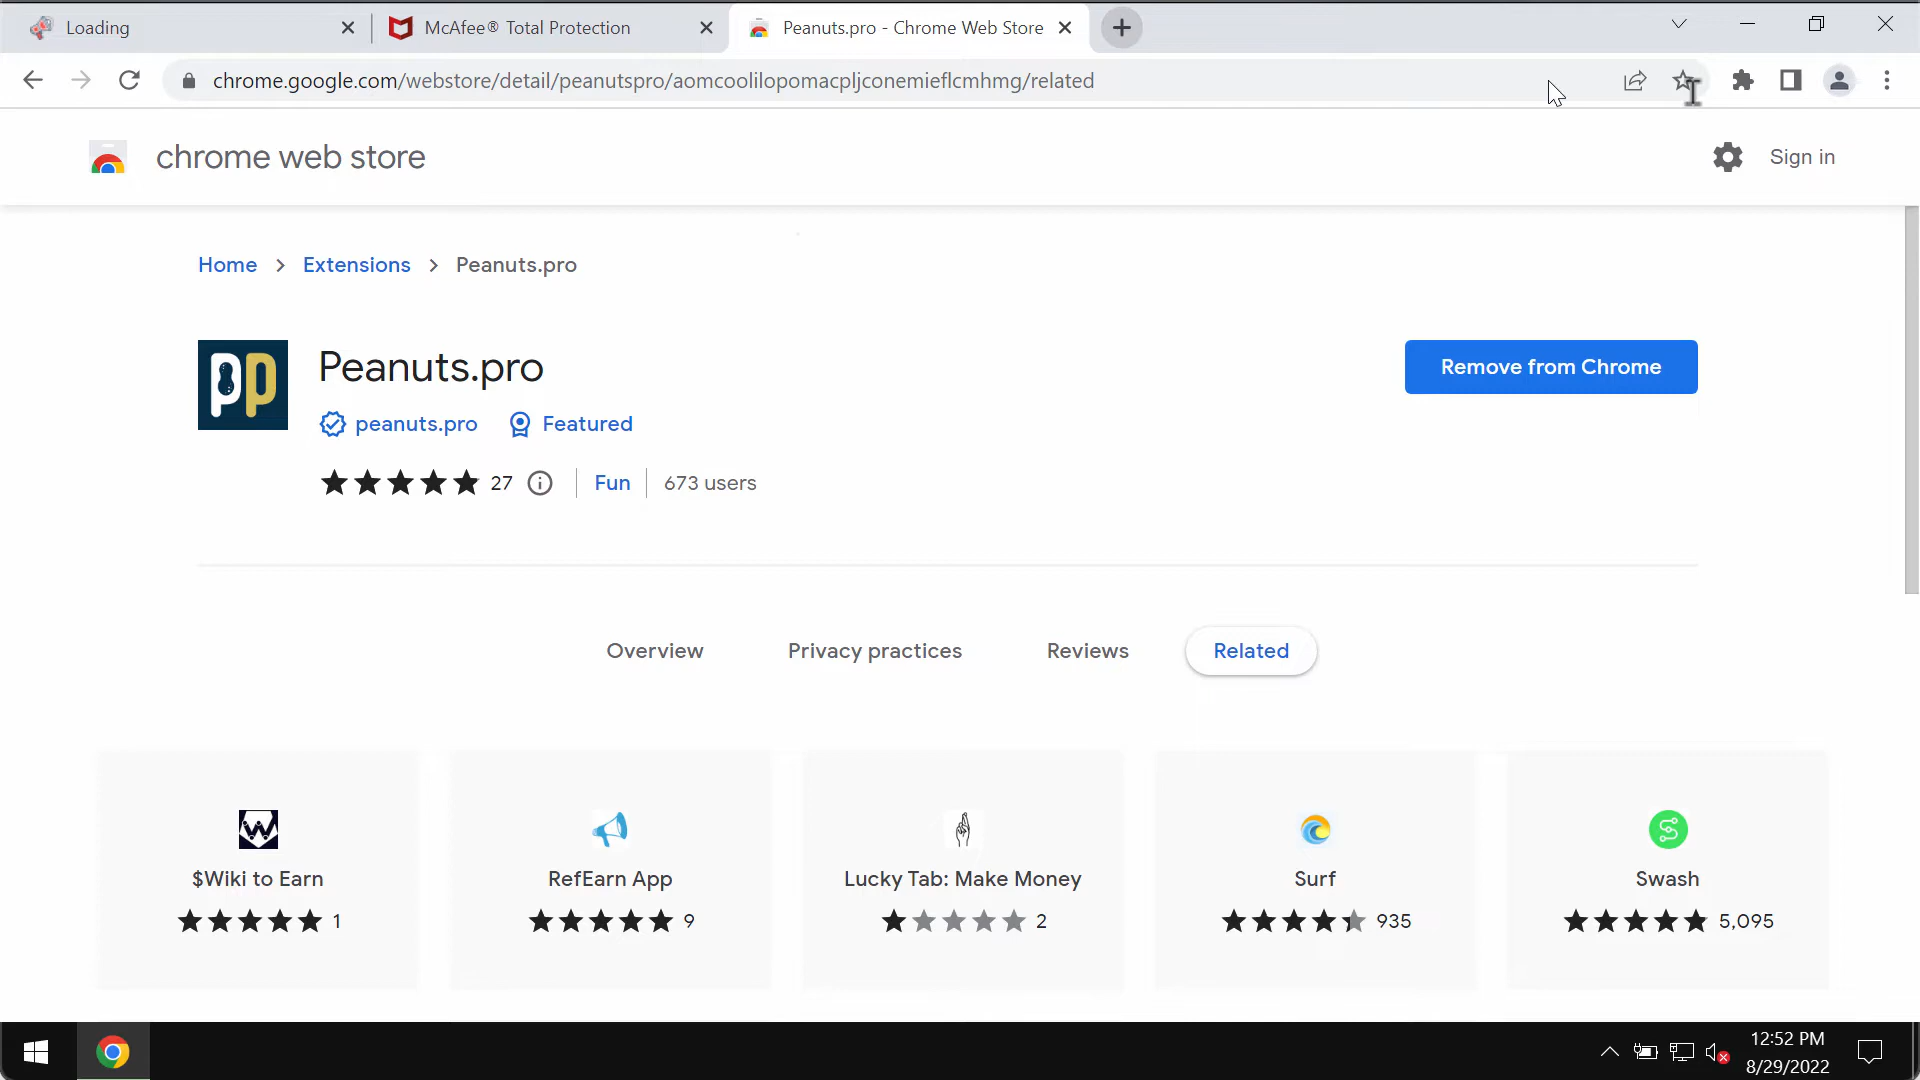 Loading
McAfee® Total Protection
Peanuts.pro - Chrome Web Store
chrome.google.com/webstore/detail/peanutspro/aomcoolilopomacpljconemieflcmhmg/related
chrome web store
Sign in
Home > Extensions > Peanuts.pro
pp
Peanuts.pro
Remove from Chrome
peanuts.pro
Featured
27
Fun
673 users
Overview
Privacy practices
Reviews
Related
W
$Wiki to Earn
1
RefEarn App
9
Lucky Tab: Make Money
2
Surf
935
Swash
5,095
12:52 PM
8/29/2022